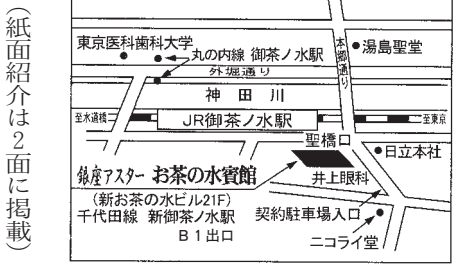 （紙面紹介は２面に掲載）
東京医科歯科大学
丸の内線 御茶ノ水駅
外堀通り
本郷通り
湯島聖堂
神田川
至水道橋
JR御茶ノ水駅
至東京
聖橋口
日立本社
銀座アスター お茶の水賓館
井上眼科
(新お茶の水ビル21F)
千代田線 新御茶ノ水駅
B1出口
契約駐車場入口
ニコライ堂